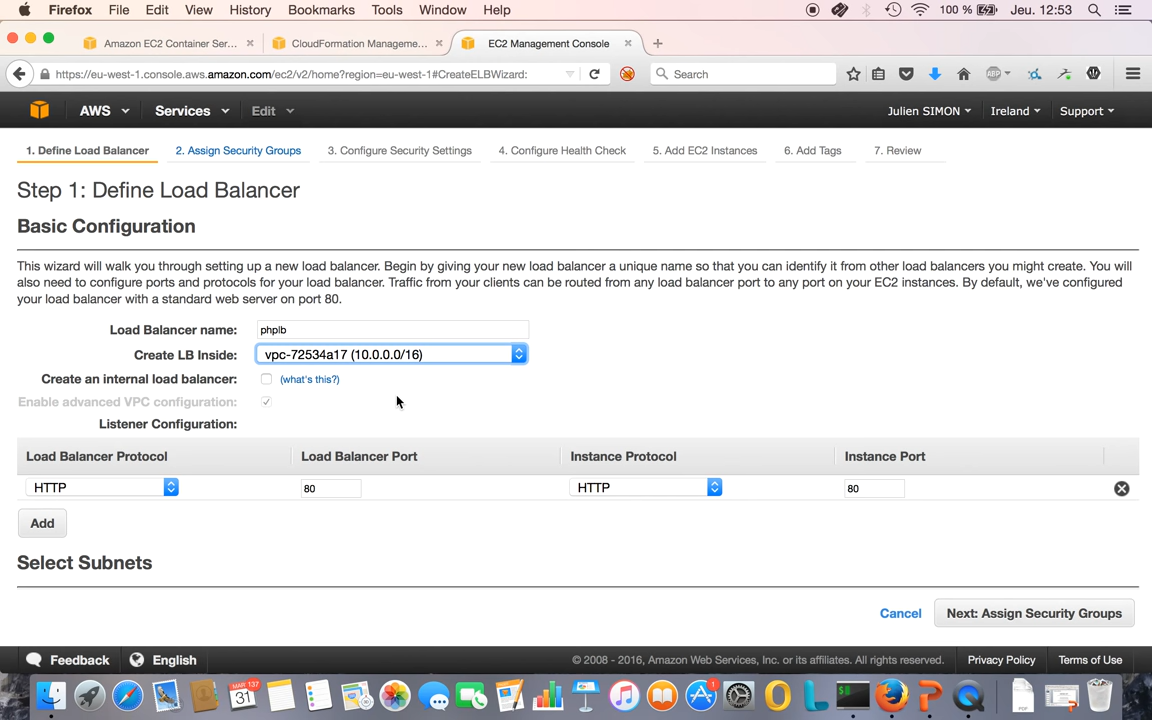 Firefox File Edit View History Bookmarks Tools Window Help 100 % Jeu. 12:53
Amazon EC2 Container Ser... × CloudFormation Manageme... × EC2 Management Console × +
https://eu-west-1.console.aws.amazon.com/ec2/v2/home?region=eu-west-1#CreateELBWizard: Search ABP
AWS Services Edit Julien SIMON Ireland Support
1. Define Load Balancer 2. Assign Security Groups 3. Configure Security Settings 4. Configure Health Check 5. Add EC2 Instances 6. Add Tags 7. Review
Step 1: Define Load Balancer
Basic Configuration
This wizard will walk you through setting up a new load balancer. Begin by giving your new load balancer a unique name so that you can identify it from other load balancers you might create. You will
also need to configure ports and protocols for your load balancer. Traffic from your clients can be routed from any load balancer port to any port on your EC2 instances. By default, we've configured
your load balancer with a standard web server on port 80.
Load Balancer name: phplb
Create LB Inside: vpc-72534a17 (10.0.0.0/16)
Create an internal load balancer: (what's this?)
Enable advanced VPC configuration:
Listener Configuration:
Load Balancer Protocol Load Balancer Port Instance Protocol Instance Port
HTTP 80 HTTP 80
Add
Select Subnets
Cancel Next: Assign Security Groups
Feedback English © 2008 - 2016, Amazon Web Services, Inc. or its affiliates. All rights reserved. Privacy Policy Terms of Use
31 1